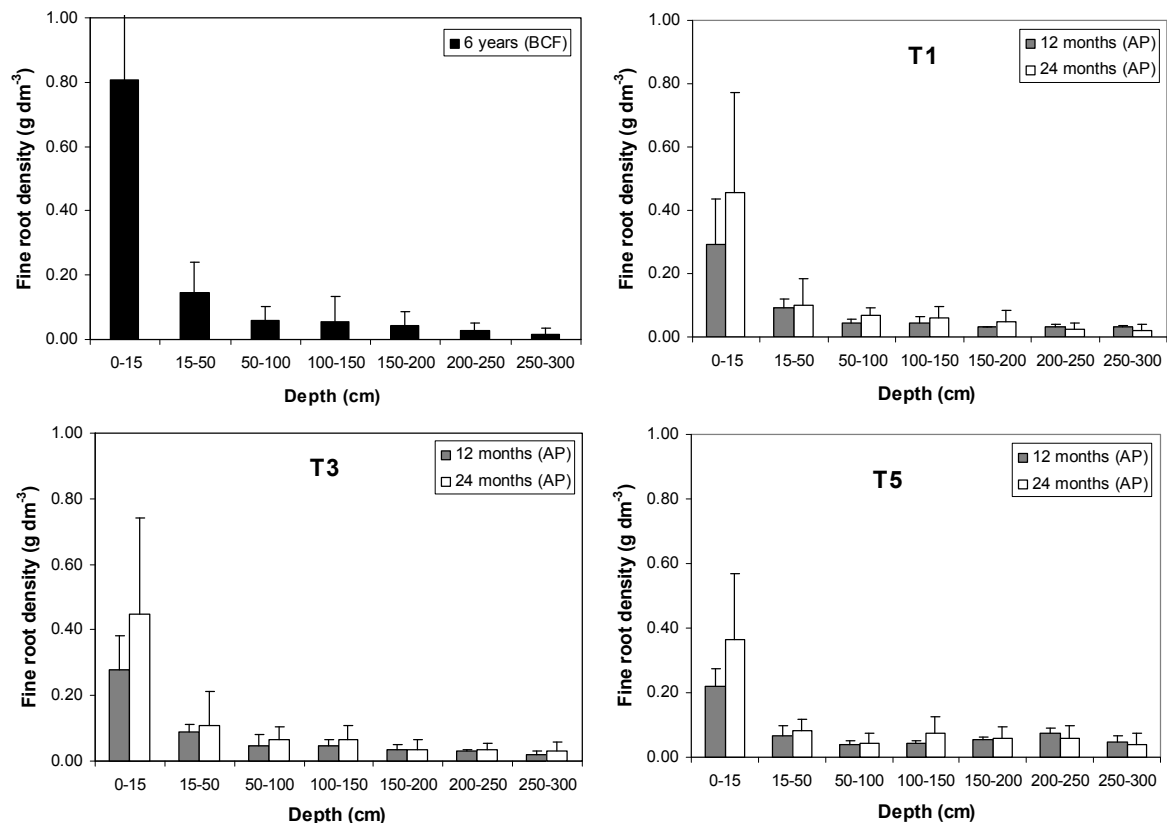 1.00
0.80
0.60
0.40
0.20
0.00
Fine root density (g dm⁻³)
6 years (BCF)
0-15 15-50 50-100 100-150 150-200 200-250 250-300
Depth (cm)
1.00
0.80
0.60
0.40
0.20
0.00
Fine root density (g dm⁻³)
T1
12 months (AP)
24 months (AP)
0-15 15-50 50-100 100-150 150-200 200-250 250-300
Depth (cm)
1.00
0.80
0.60
0.40
0.20
0.00
Fine root density (g dm⁻³)
T3
12 months (AP)
24 months (AP)
0-15 15-50 50-100 100-150 150-200 200-250 250-300
Depth (cm)
1.00
0.80
0.60
0.40
0.20
0.00
Fine root density (g dm⁻³)
T5
12 months (AP)
24 months (AP)
0-15 15-50 50-100 100-150 150-200 200-250 250-300
Depth (cm)